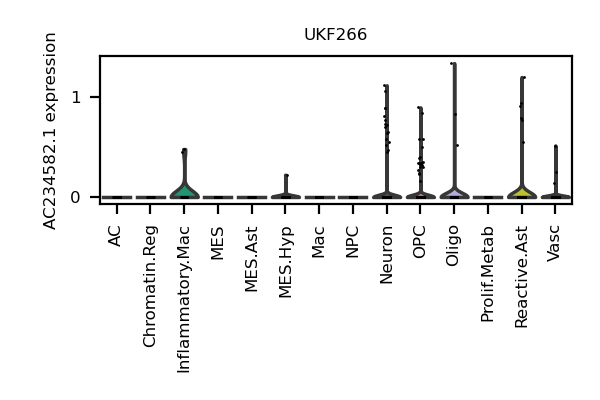 UKF266
AC234582.1 expression
1
0
AC
Chromatin.Reg
Inflammatory.Mac
MES
MES.Ast
MES.Hyp
Mac
NPC
Neuron
OPC
Oligo
Prolif.Metab
Reactive.Ast
Vasc